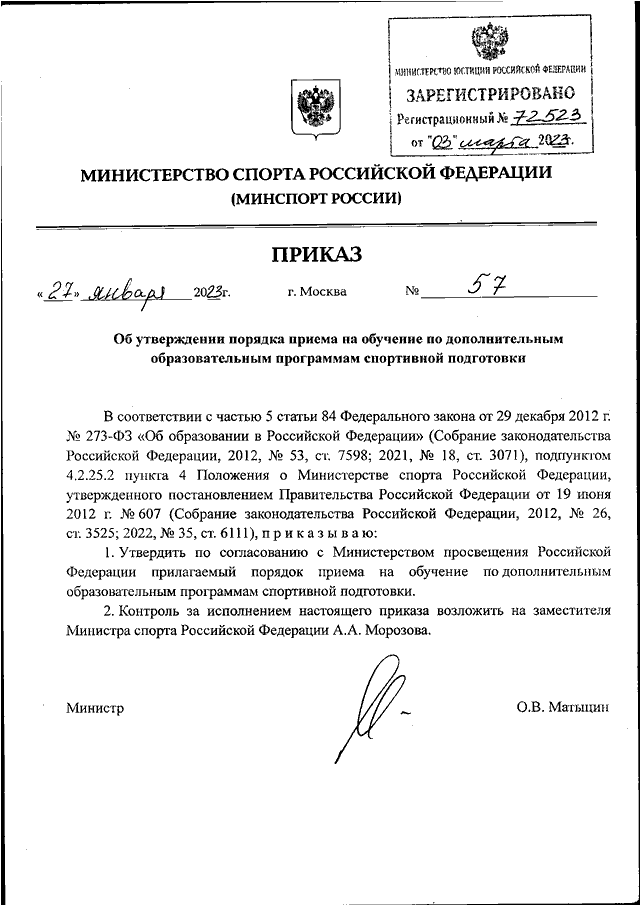 МИНИСТЕРСТВО ЮСТИЦИИ РОССИЙСКОЙ ФЕДЕРАЦИИ
ЗАРЕГИСТРИРОВАНО
Регистрационный № 72523
от "03" марта 2023г.
МИНИСТЕРСТВО СПОРТА РОССИЙСКОЙ ФЕДЕРАЦИИ
(МИНСПОРТ РОССИИ)
ПРИКАЗ
«27» января 2023г. г. Москва № 57
Об утверждении порядка приема на обучение по дополнительным
образовательным программам спортивной подготовки
В соответствии с частью 5 статьи 84 Федерального закона от 29 декабря 2012 г.
№ 273-ФЗ «Об образовании в Российской Федерации» (Собрание законодательства
Российской Федерации, 2012, № 53, ст. 7598; 2021, № 18, ст. 3071), подпунктом
4.2.25.2 пункта 4 Положения о Министерстве спорта Российской Федерации,
утвержденного постановлением Правительства Российской Федерации от 19 июня
2012 г. № 607 (Собрание законодательства Российской Федерации, 2012, № 26,
ст. 3525; 2022, № 35, ст. 6111), п р и к а з ы в а ю:
1. Утвердить по согласованию с Министерством просвещения Российской
Федерации прилагаемый порядок приема на обучение по дополнительным
образовательным программам спортивной подготовки.
2. Контроль за исполнением настоящего приказа возложить на заместителя
Министра спорта Российской Федерации А.А. Морозова.
Министр О.В. Матыцин